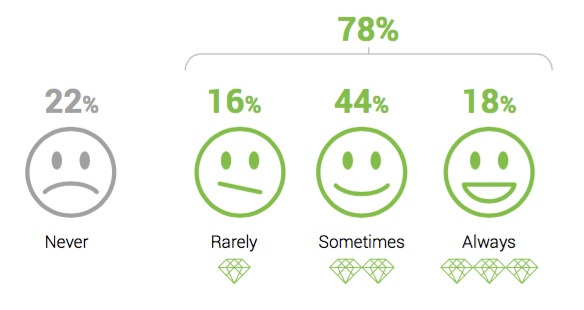 78%
22%
16%
44%
18%
Never
Rarely
Sometimes
Always